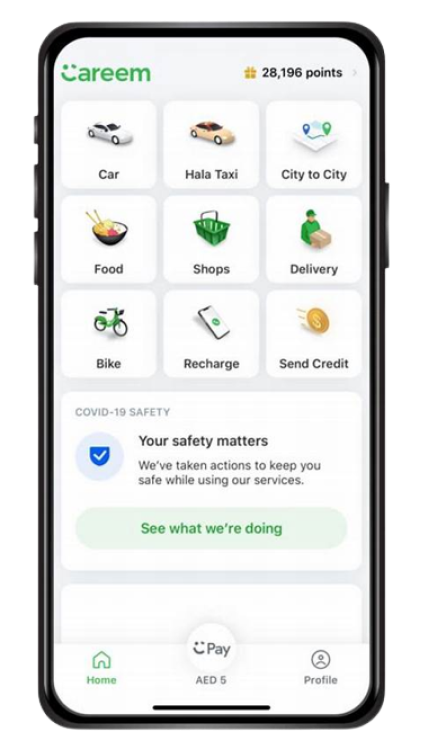 Careem
28,196 points
Car
Hala Taxi
City to City
Food
Shops
Delivery
Bike
Recharge
Send Credit
COVID-19 SAFETY
Your safety matters
We've taken actions to keep you
safe while using our services.
See what we're doing
Pay
Home
AED 5
Profile